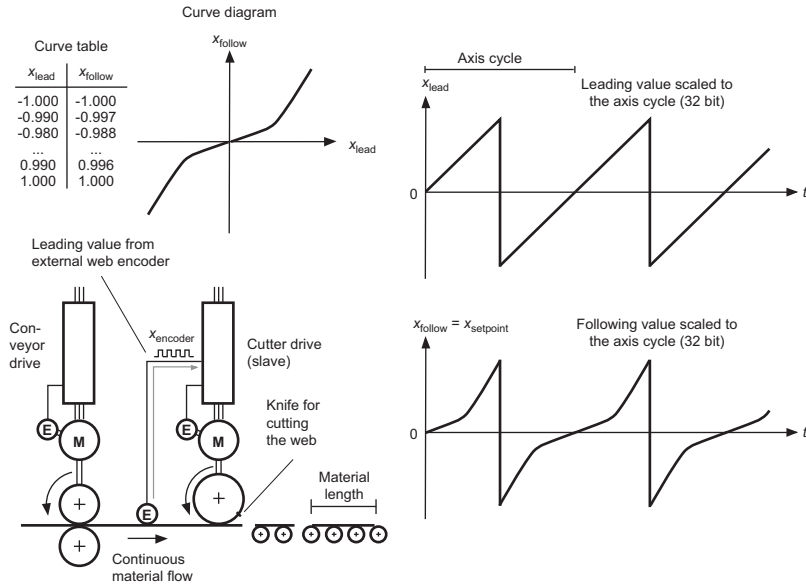 Curve diagram
Curve table
x_lead x_follow
-1.000 -1.000
-0.990 -0.997
-0.980 -0.988
... ...
0.990 0.996
1.000 1.000
x_follow
x_lead
Axis cycle
x_lead
Leading value scaled to
the axis cycle (32 bit)
0
t
Leading value from
external web encoder
Con-
veyor
drive
x_encoder
Cutter drive
(slave)
E
M
E
M
Knife for
cutting
the web
Material
length
E
Continuous
material flow
x_follow = x_setpoint
Following value scaled to
the axis cycle (32 bit)
0
t